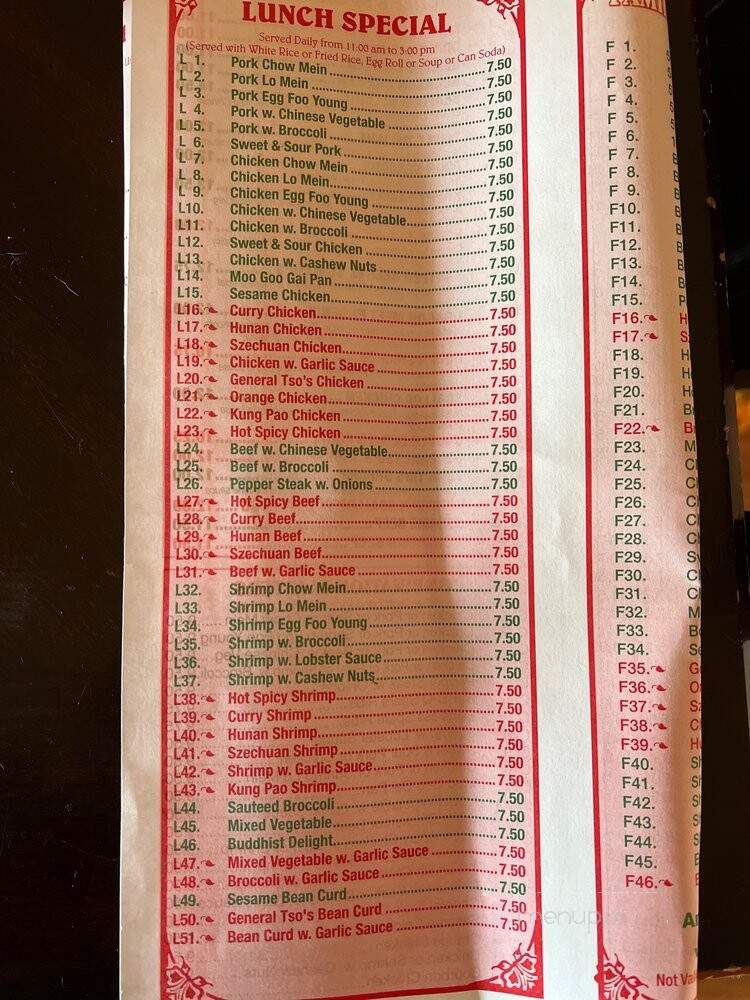 LUNCH SPECIAL
Served Daily from 11:00 am to 3:00 pm
(Served with White Rice or Fried Rice, Egg Roll or Soup or Can Soda)
L 1. Pork Chow Mein 7.50
L 2. Pork Lo Mein 7.50
L 3. Pork Egg Foo Young 7.50
L 4. Pork w. Chinese Vegetable 7.50
L 5. Pork w. Broccoli 7.50
L 6. Sweet & Sour Pork 7.50
L 7. Chicken Chow Mein 7.50
L 8. Chicken Lo Mein 7.50
L 9. Chicken Egg Foo Young 7.50
L10. Chicken w. Chinese Vegetable 7.50
L11. Chicken w. Broccoli 7.50
L12. Sweet & Sour Chicken 7.50
L13. Chicken w. Cashew Nuts 7.50
L14. Moo Goo Gai Pan 7.50
L15. Sesame Chicken 7.50
L16. Curry Chicken 7.50
L17. Hunan Chicken 7.50
L18. Szechuan Chicken 7.50
L19. Chicken w. Garlic Sauce 7.50
L20. General Tso's Chicken 7.50
L21. Orange Chicken 7.50
L22. Kung Pao Chicken 7.50
L23. Hot Spicy Chicken 7.50
L24. Beef w. Chinese Vegetable 7.50
L25. Beef w. Broccoli 7.50
L26. Pepper Steak w. Onions 7.50
L27. Hot Spicy Beef 7.50
L28. Curry Beef 7.50
L29. Hunan Beef 7.50
L30. Szechuan Beef 7.50
L31. Beef w. Garlic Sauce 7.50
L32. Shrimp Chow Mein 7.50
L33. Shrimp Lo Mein 7.50
L34. Shrimp Egg Foo Young 7.50
L35. Shrimp w. Broccoli 7.50
L36. Shrimp w. Lobster Sauce 7.50
L37. Shrimp w. Cashew Nuts 7.50
L38. Hot Spicy Shrimp 7.50
L39. Curry Shrimp 7.50
L40. Hunan Shrimp 7.50
L41. Szechuan Shrimp 7.50
L42. Shrimp w. Garlic Sauce 7.50
L43. Kung Pao Shrimp 7.50
L44. Sauteed Broccoli 7.50
L45. Mixed Vegetable 7.50
L46. Buddhist Delight 7.50
L47. Mixed Vegetable w. Garlic Sauce 7.50
L48. Broccoli w. Garlic Sauce 7.50
L49. Sesame Bean Curd 7.50
L50. General Tso's Bean Curd 7.50
L51. Bean Curd w. Garlic Sauce 7.50
F 1.
F 2.
F 3.
F 4.
F 5.
F 6.
F 7.
F 8.
F 9.
F10.
F11.
F12.
F13.
F14.
F15.
F16.
F17.
F18.
F19.
F20.
F21.
F22.
F23.
F24.
F25.
F26.
F27.
F28.
F29.
F30.
F31.
F32.
F33.
F34.
F35.
F36.
F37.
F38.
F39.
F40.
F41.
F42.
F43.
F44.
F45.
F46.
Not